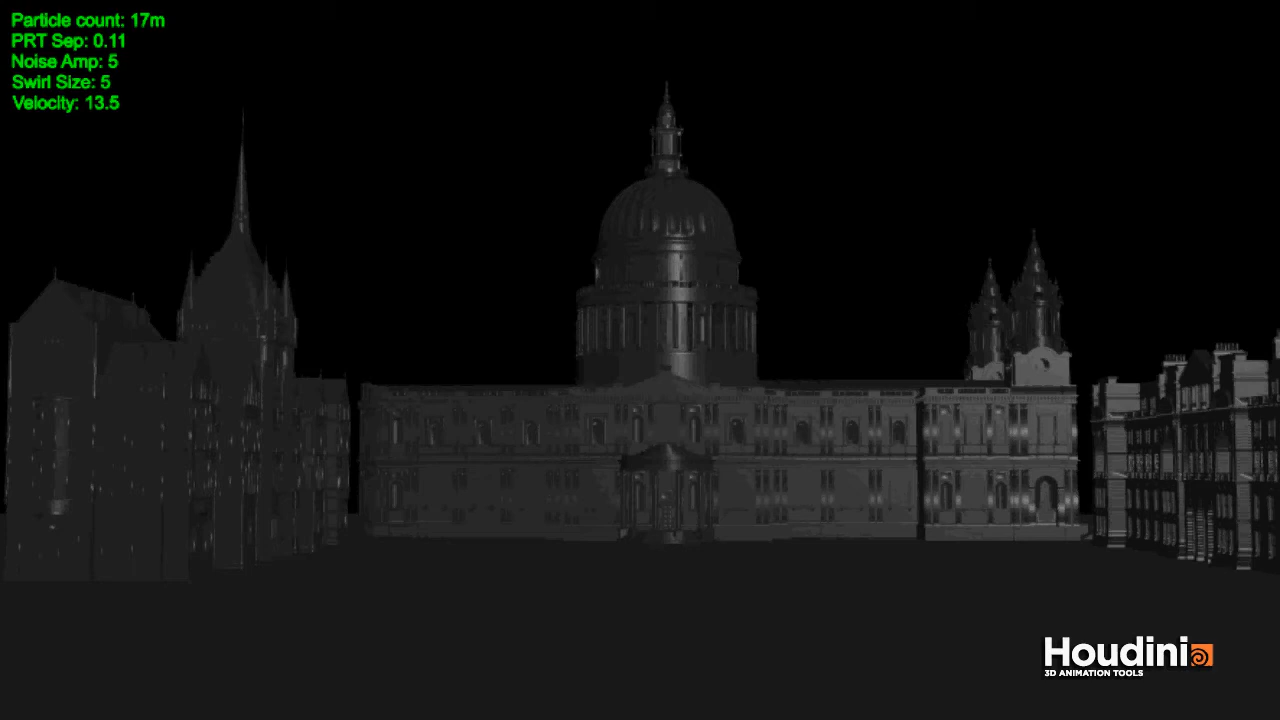 Particle count: 17m
PRT Sep: 0.11
Noise Amp: 5
Swirl Size: 5
Velocity: 13.5
Houdini
3D ANIMATION TOOLS